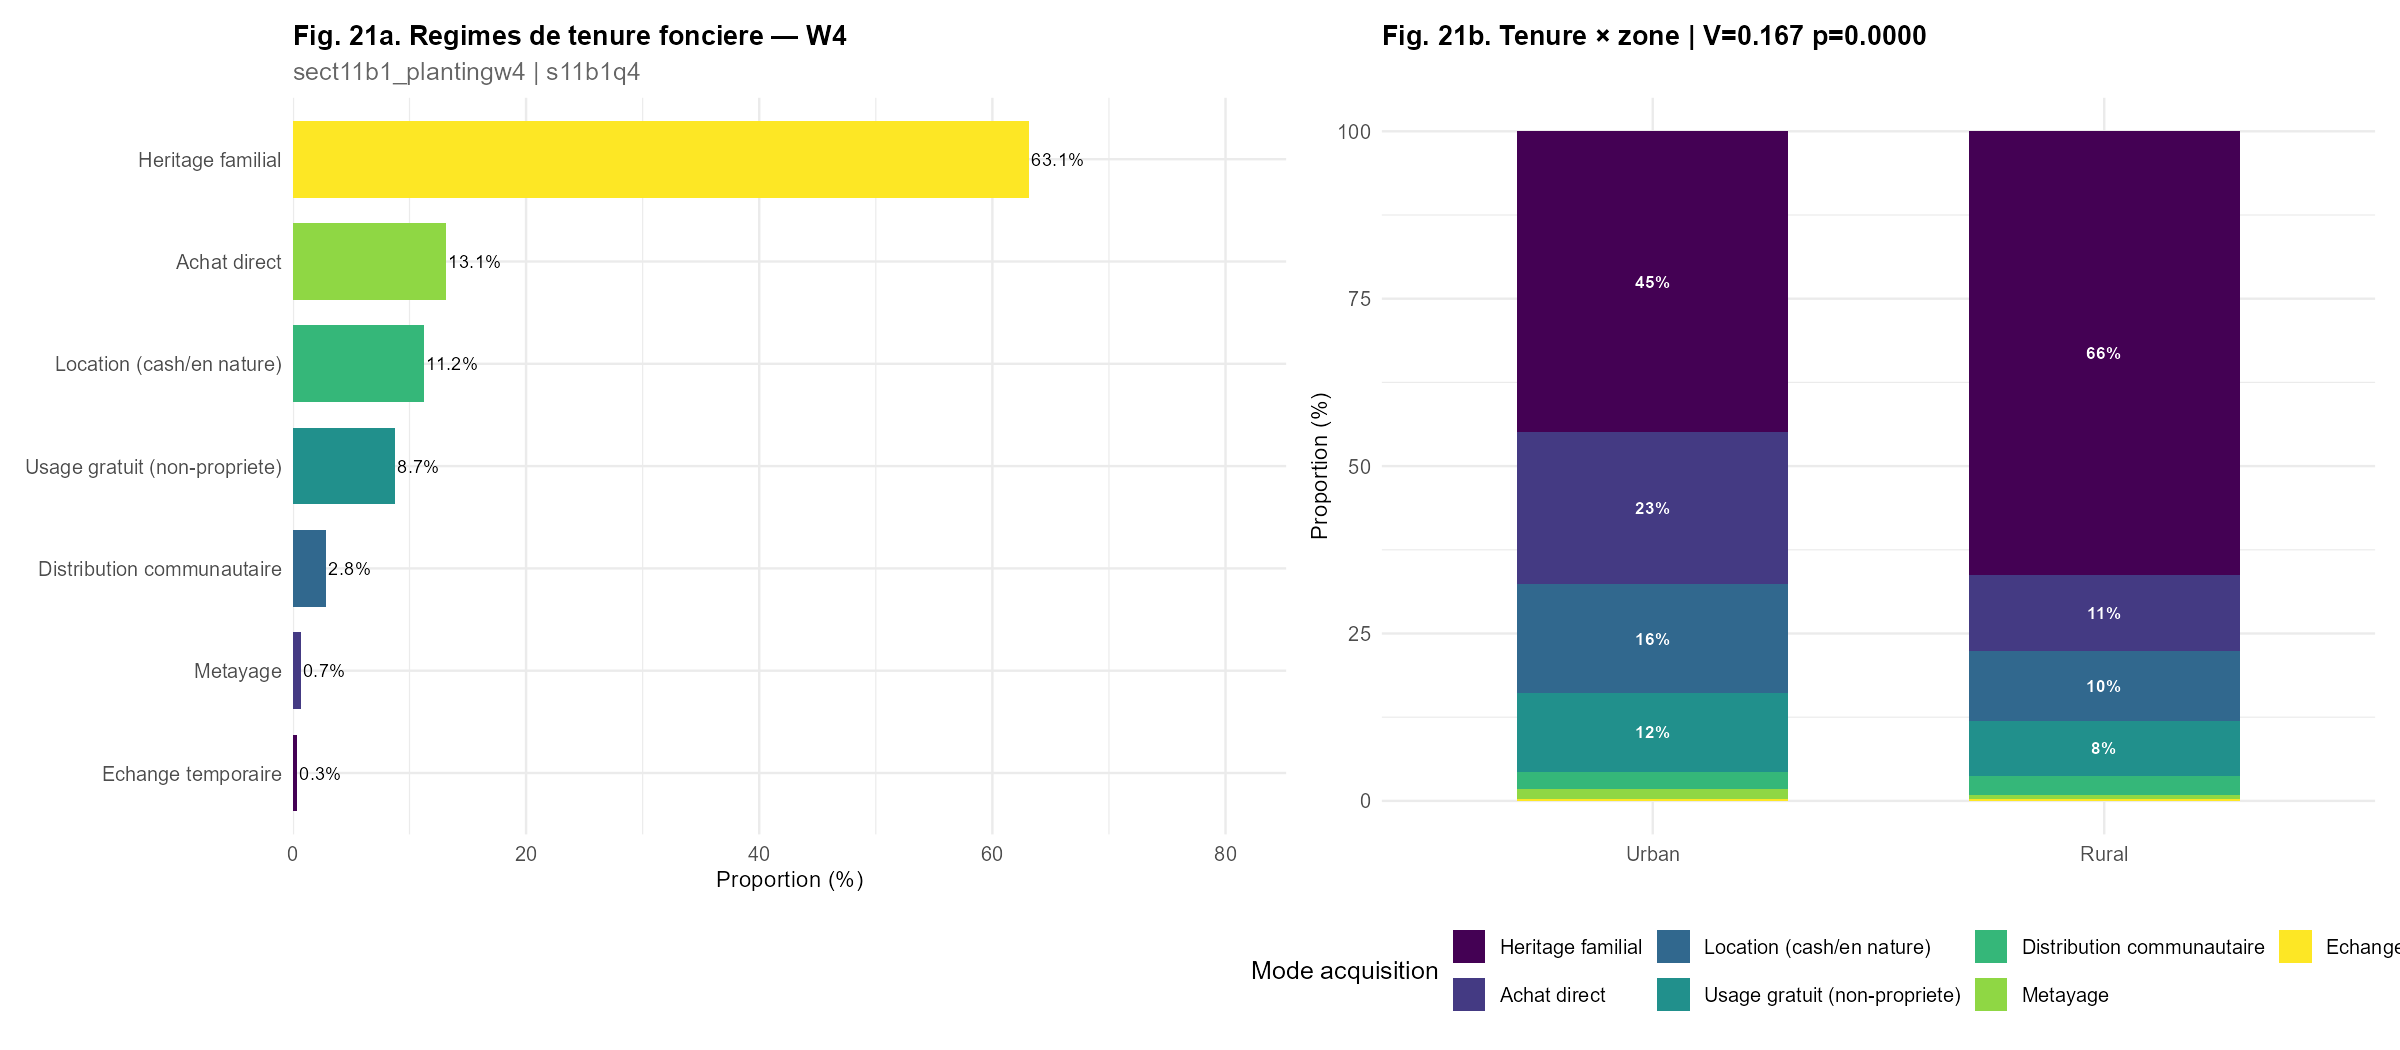 Fig. 21a. Regimes de tenure fonciere — W4
sect11b1_plantingw4 | s11b1q4
Heritage familial
63.1%
Achat direct
13.1%
Location (cash/en nature)
11.2%
Usage gratuit (non-propriete)
8.7%
Distribution communautaire
2.8%
Metayage
0.7%
Echange temporaire
0.3%
0 20 40 60 80
Proportion (%)
Fig. 21b. Tenure × zone | V=0.167 p=0.0000
Proportion (%)
100
75
50
25
0
45%
23%
16%
12%
66%
11%
10%
8%
Urban Rural
Mode acquisition
Heritage familial Location (cash/en nature) Distribution communautaire Echange
Achat direct Usage gratuit (non-propriete) Metayage